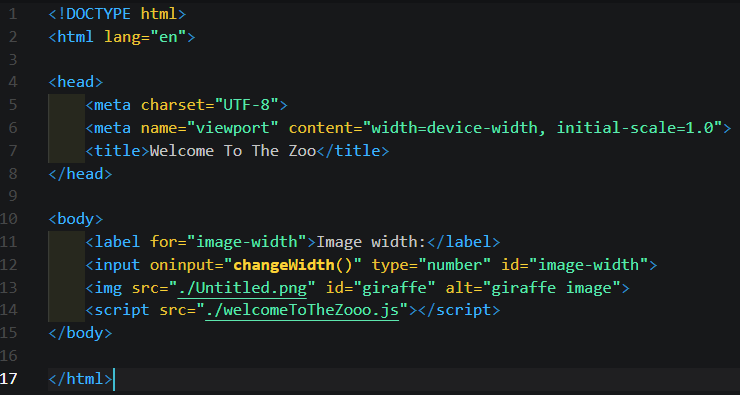 1 <!DOCTYPE html>
2 <html lang="en">
3
4 <head>
5 <meta charset="UTF-8">
6 <meta name="viewport" content="width=device-width, initial-scale=1.0">
7 <title>Welcome To The Zoo</title>
8 </head>
9
10 <body>
11 <label for="image-width">Image width:</label>
12 <input oninput="changeWidth()" type="number" id="image-width">
13 <img src="./Untitled.png" id="giraffe" alt="giraffe image">
14 <script src="./welcomeToTheZooo.js"></script>
15 </body>
16
17 </html>